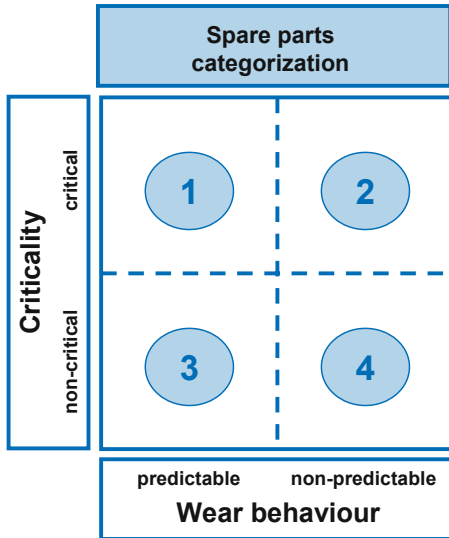 Spare parts
categorization
Criticality
critical
non-critical
1
2
3
4
predictable
non-predictable
Wear behaviour